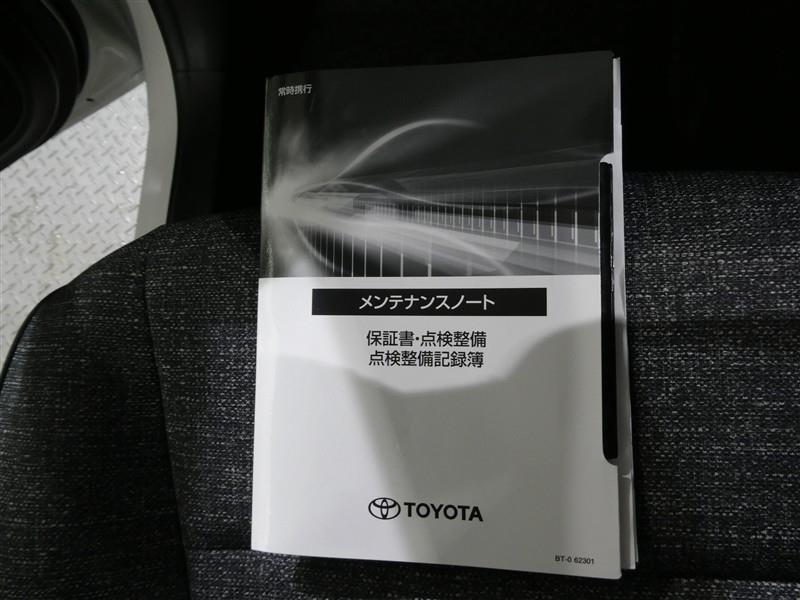 常時携行
メンテナンスノート
保証書・点検整備
点検整備記録簿
TOYOTA
BT-0 62301